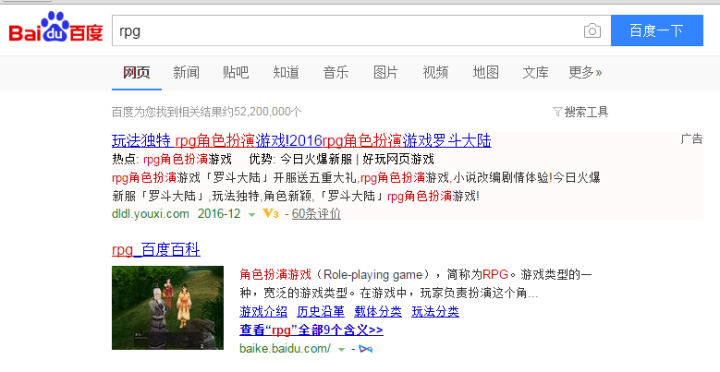 Bai du 百度
rpg
百度一下
网页 新闻 贴吧 知道 音乐 图片 视频 地图 文库 更多»
百度为您找到相关结果约52,200,000个
搜索工具
玩法独特 rpg角色扮演游戏!2016rpg角色扮演游戏罗斗大陆
广告
热点: rpg角色扮演游戏 优势: 今日火爆新服 | 好玩网页游戏
rpg角色扮演游戏「罗斗大陆」开服送五重大礼,rpg角色扮演游戏,小说改编剧情体验!今日火爆
新服「罗斗大陆」,玩法独特,角色新颖,「罗斗大陆」rpg角色扮演游戏!
dldl.youxi.com 2016-12 V3 - 60条评价
rpg_百度百科
角色扮演游戏（Role-playing game），简称为RPG。游戏类型的一
种，宽泛的游戏类型。在游戏中，玩家负责扮演这个角...
游戏介绍 历史沿革 载体分类 玩法分类
查看“rpg”全部9个含义>>
baike.baidu.com/ -